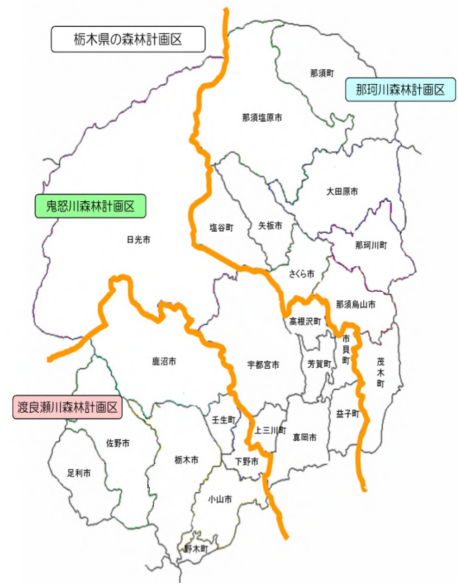 栃木県の森林計画区
那須町
那珂川森林計画区
那須塩原市
大田原市
鬼怒川森林計画区
塩谷町
矢板市
日光市
那珂川町
さくら市
那須烏山市
高根沢町
市貝町
茂木町
鹿沼市
宇都宮市
芳賀町
渡良瀬川森林計画区
壬生町
上三川町
益子町
真岡市
佐野市
栃木市
下野市
足利市
小山市
野木町